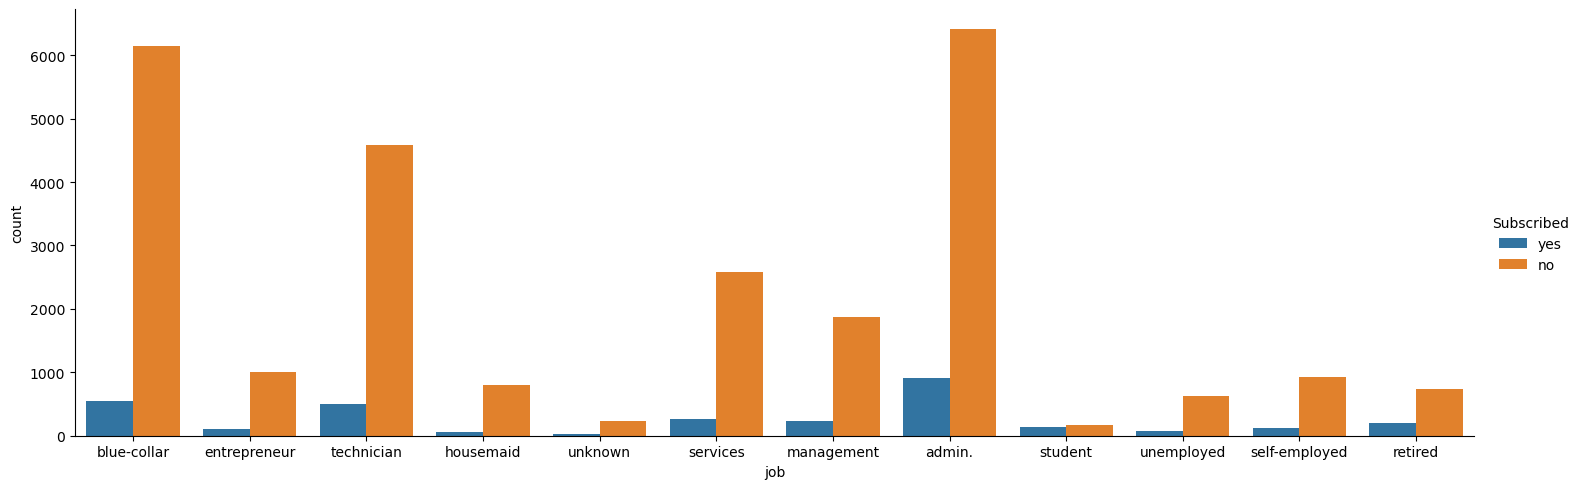 6000
5000
4000
3000
2000
1000
0
count
blue-collar entrepreneur technician housemaid unknown services management admin. student unemployed self-employed retired
job
Subscribed
yes
no